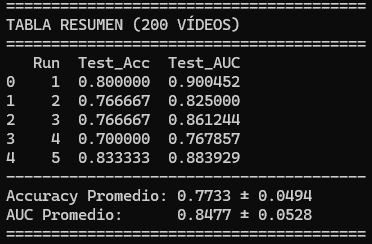 ========================================
TABLA RESUMEN (200 VÍDEOS)
========================================
   Run  Test_Acc  Test_AUC
0    1  0.800000  0.900452
1    2  0.766667  0.825000
2    3  0.766667  0.861244
3    4  0.700000  0.767857
4    5  0.833333  0.883929
----------------------------------------
Accuracy Promedio: 0.7733 ± 0.0494
AUC Promedio:      0.8477 ± 0.0528
========================================